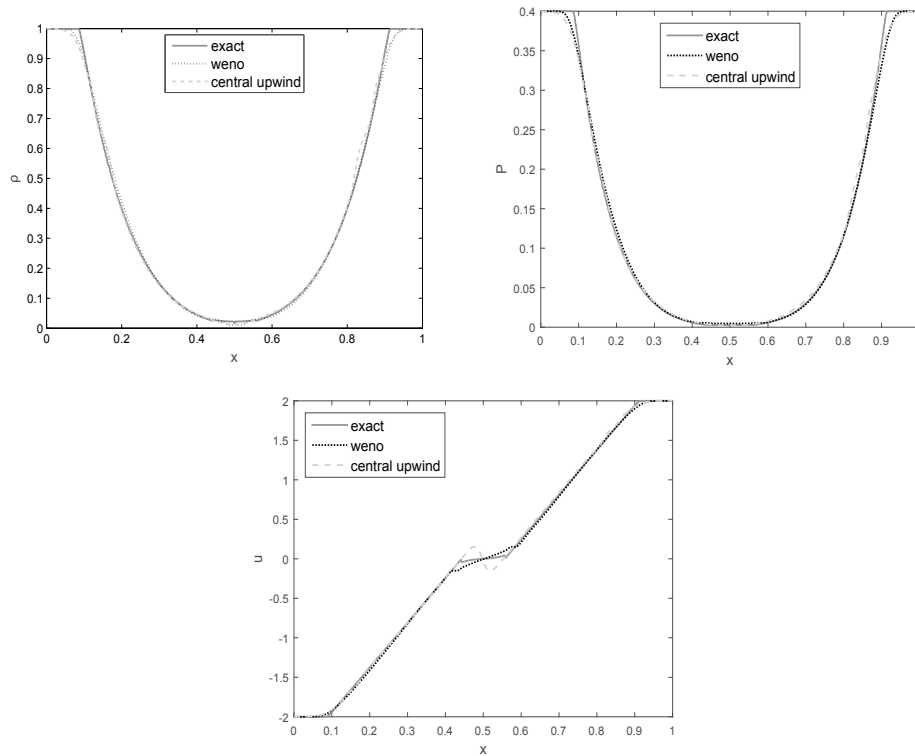 1
0.9
0.8
0.7
0.6
0.5
0.4
0.3
0.2
0.1
0
ρ
exact
weno
central upwind
0 0.2 0.4 0.6 0.8 1
x
0.4
0.35
0.3
0.25
0.2
0.15
0.1
0.05
0
P
exact
weno
central upwind
0 0.1 0.2 0.3 0.4 0.5 0.6 0.7 0.8 0.9
x
2
1.5
1
0.5
0
-0.5
-1
-1.5
-2
u
exact
weno
central upwind
0 0.1 0.2 0.3 0.4 0.5 0.6 0.7 0.8 0.9 1
x